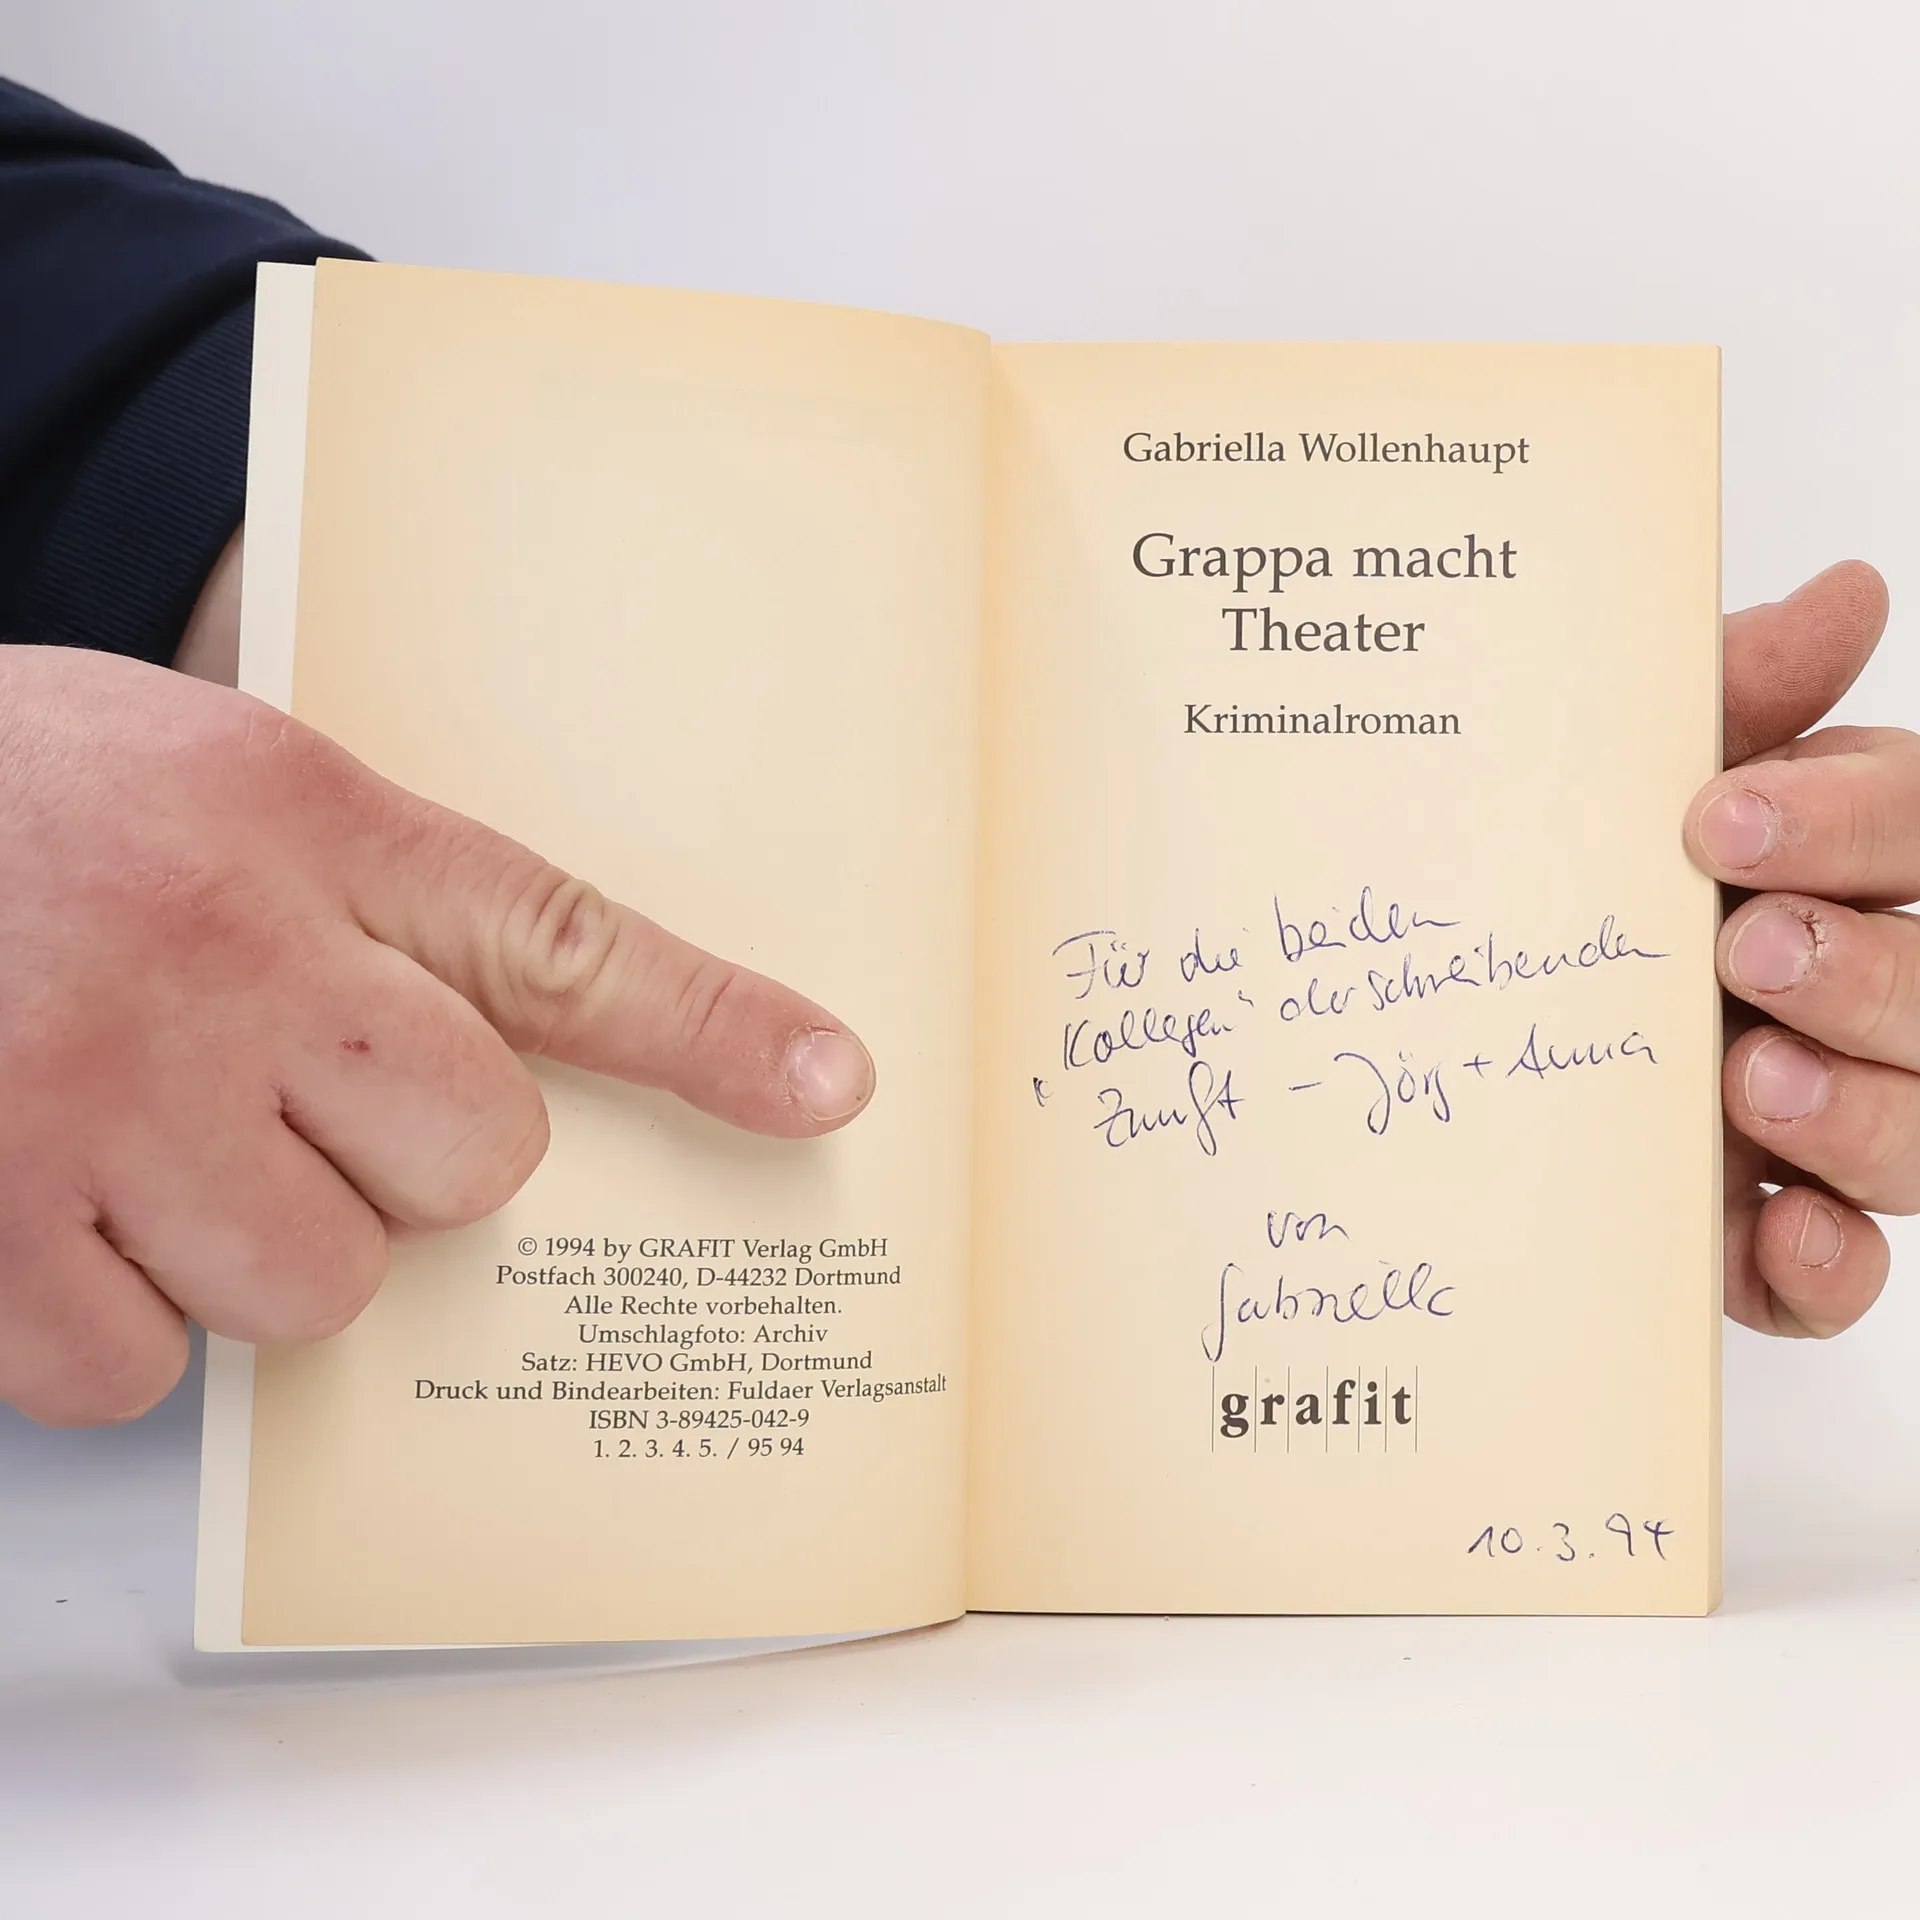 © 1994 by GRAFIT Verlag GmbH
Postfach 300240, D-44232 Dortmund
Alle Rechte vorbehalten.
Umschlagfoto: Archiv
Satz: HEVO GmbH, Dortmund
Druck und Bindearbeiten: Fuldaer Verlagsanstalt
ISBN 3-89425-042-9
1. 2. 3. 4. 5. / 95 94
Gabriella Wollenhaupt
Grappa macht
Theater
Kriminalroman
Für die beiden
„Kollegen“ der schreibenden
Zunft – Jörg + Anna
von
Gabriella
grafit
10.3.94